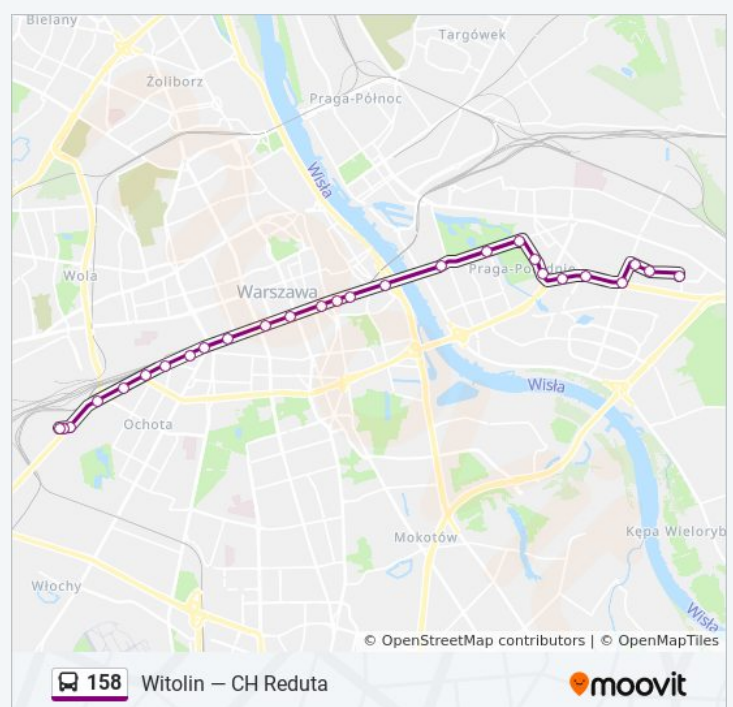 Bielany
Targówek
Żoliborz
Praga-Północ
Wisła
Wola
Praga-Południe
Warszawa
Wisła
Ochota
Mokotów
Kępa Wieloryb
Włochy
Wisła
© OpenStreetMap contributors | © OpenMapTiles
158 Witolin — CH Reduta
moovit